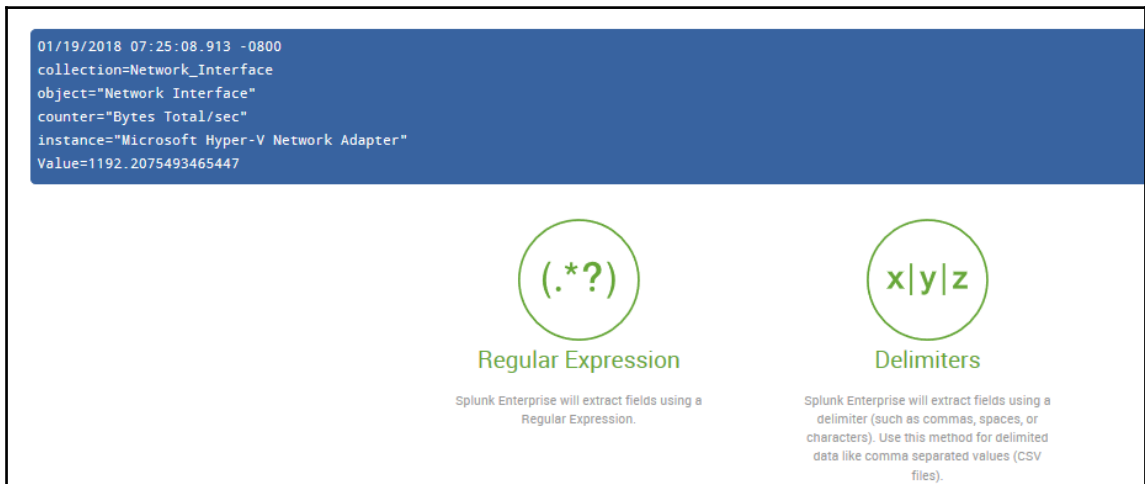 01/19/2018 07:25:08.913 -0800
collection=Network_Interface
object="Network Interface"
counter="Bytes Total/sec"
instance="Microsoft Hyper-V Network Adapter"
Value=1192.2075493465447
(.*?)
Regular Expression
Splunk Enterprise will extract fields using a
Regular Expression.
x|y|z
Delimiters
Splunk Enterprise will extract fields using a
delimiter (such as commas, spaces, or
characters). Use this method for delimited
data like comma separated values (CSV
files).